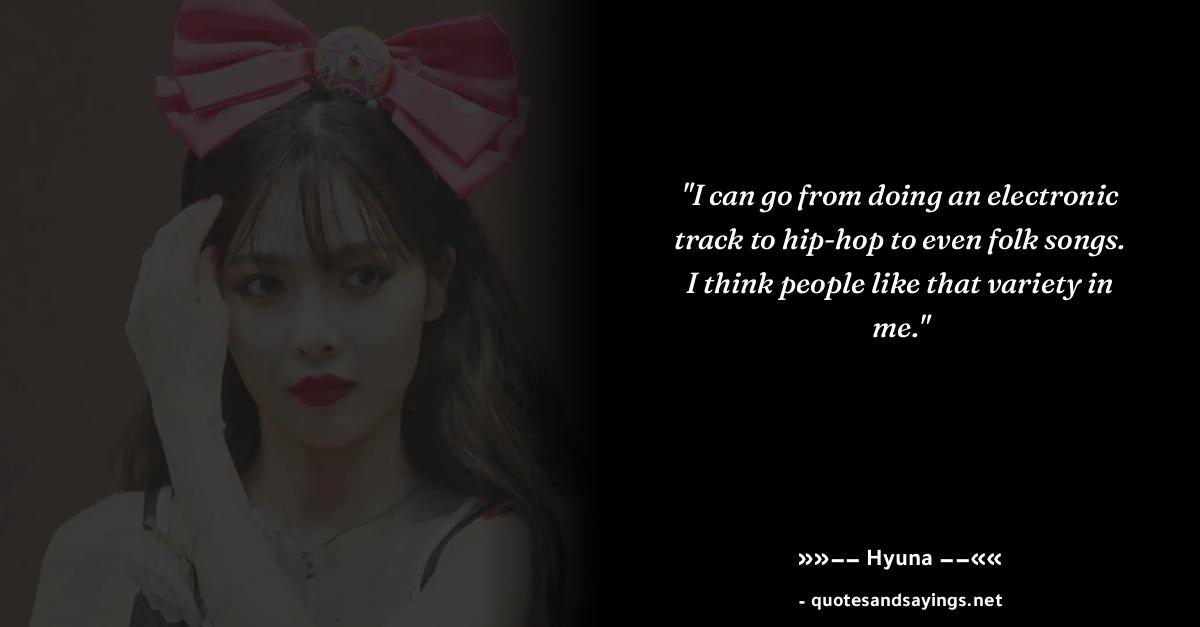 "I can go from doing an electronic
track to hip-hop to even folk songs.
I think people like that variety in
me."
»»−− Hyuna −−««
- quotesandsayings.net